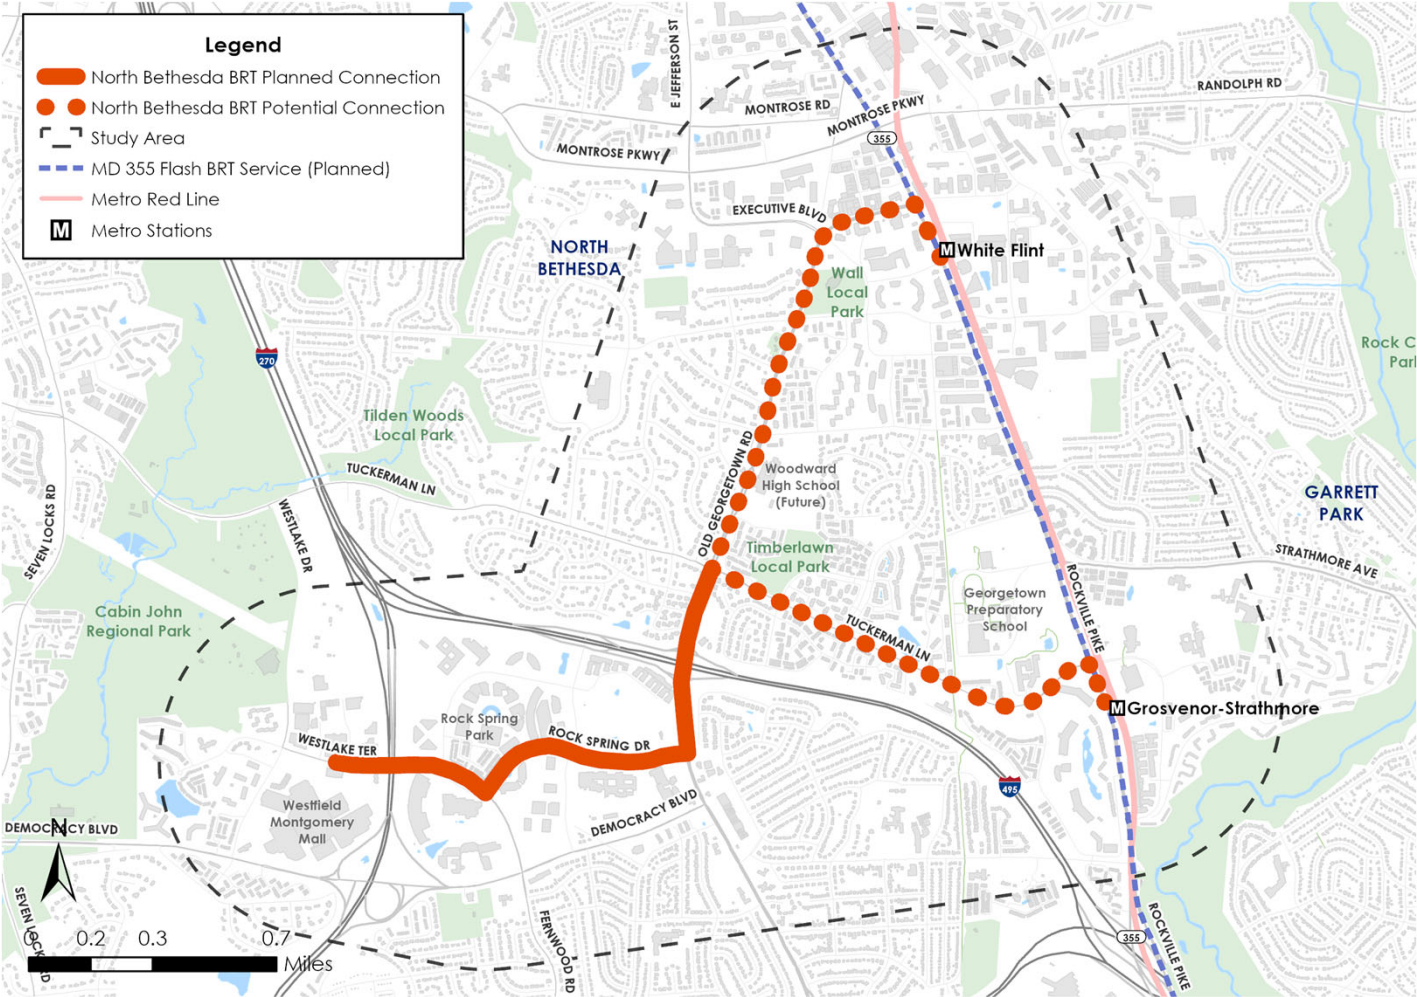 Legend
North Bethesda BRT Planned Connection
North Bethesda BRT Potential Connection
Study Area
MD 355 Flash BRT Service (Planned)
Metro Red Line
M Metro Stations
E JEFFERSON ST
MONTROSE RD
MONTROSE PKWY
RANDOLPH RD
355
MONTROSE PKWY
EXECUTIVE BLVD
NORTH
BETHESDA
M White Flint
Wall
Local
Park
270
Rock C
Parl
Tilden Woods
Local Park
TUCKERMAN LN
OLD GEORGETOWN RD
Woodward
High School
(Future)
GARRETT
PARK
SEVEN LOCKS RD
WESTLAKE DR
Timberlawn
Local Park
STRATHMORE AVE
Cabin John
Regional Park
Georgetown
Preparatory
School
ROCKVILLE PIKE
TUCKERMAN LN
M Grosvenor-Strathmore
Rock Spring
Park
WESTLAKE TER
ROCK SPRING DR
495
Westfield
Montgomery
Mall
DEMOCRACY BLVD
DEMOCRACY BLVD
N
SEVEN LOCKS RD
FERNWOOD RD
355
ROCKVILLE PIKE
0 0.2 0.3 0.7
Miles